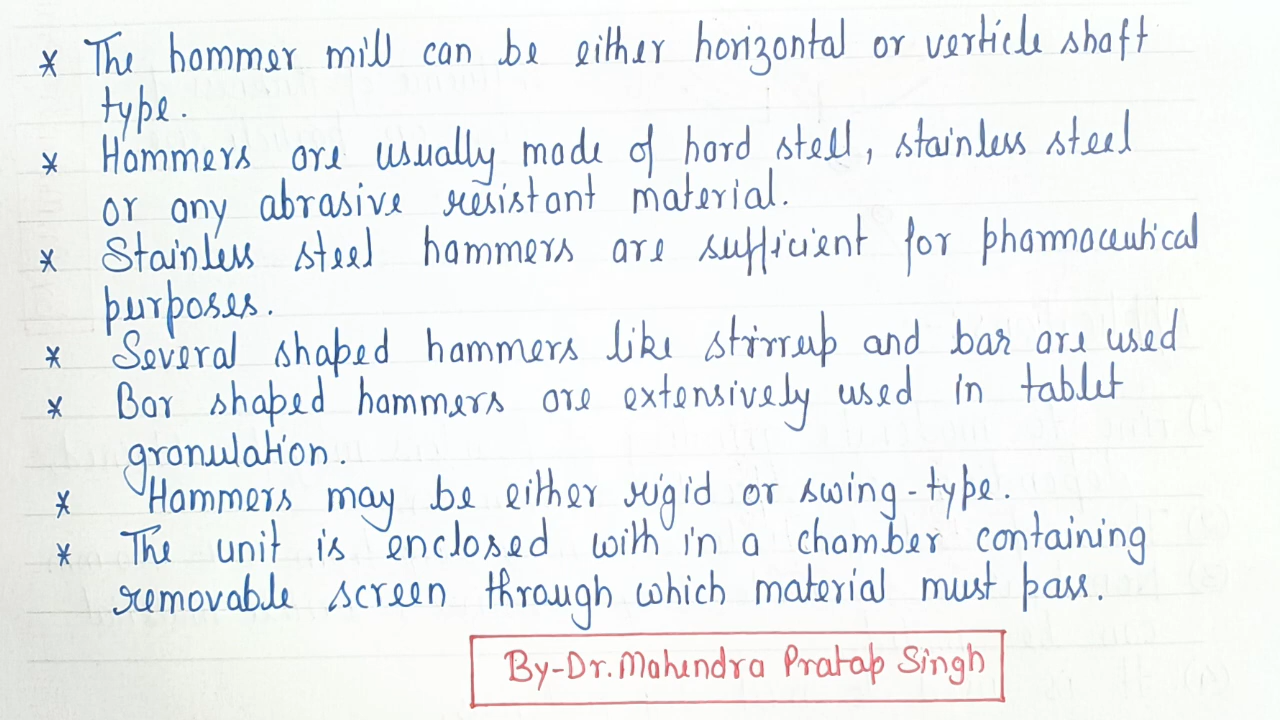 * The hammer mill can be either horizontal or verticle shaft
type.
* Hammers are usually made of hard stell, stainless steel
or any abrasive resistant material.
* Stainless steel hammers are sufficient for pharmaceutical
purposes.
* Several shaped hammers like stirrup and bar are used
* Bar shaped hammers are extensively used in tablet
granulation.
* Hammers may be either rigid or swing-type.
* The unit is enclosed with in a chamber containing
removable screen through which material must pass.
By-Dr.Mahendra Pratap Singh